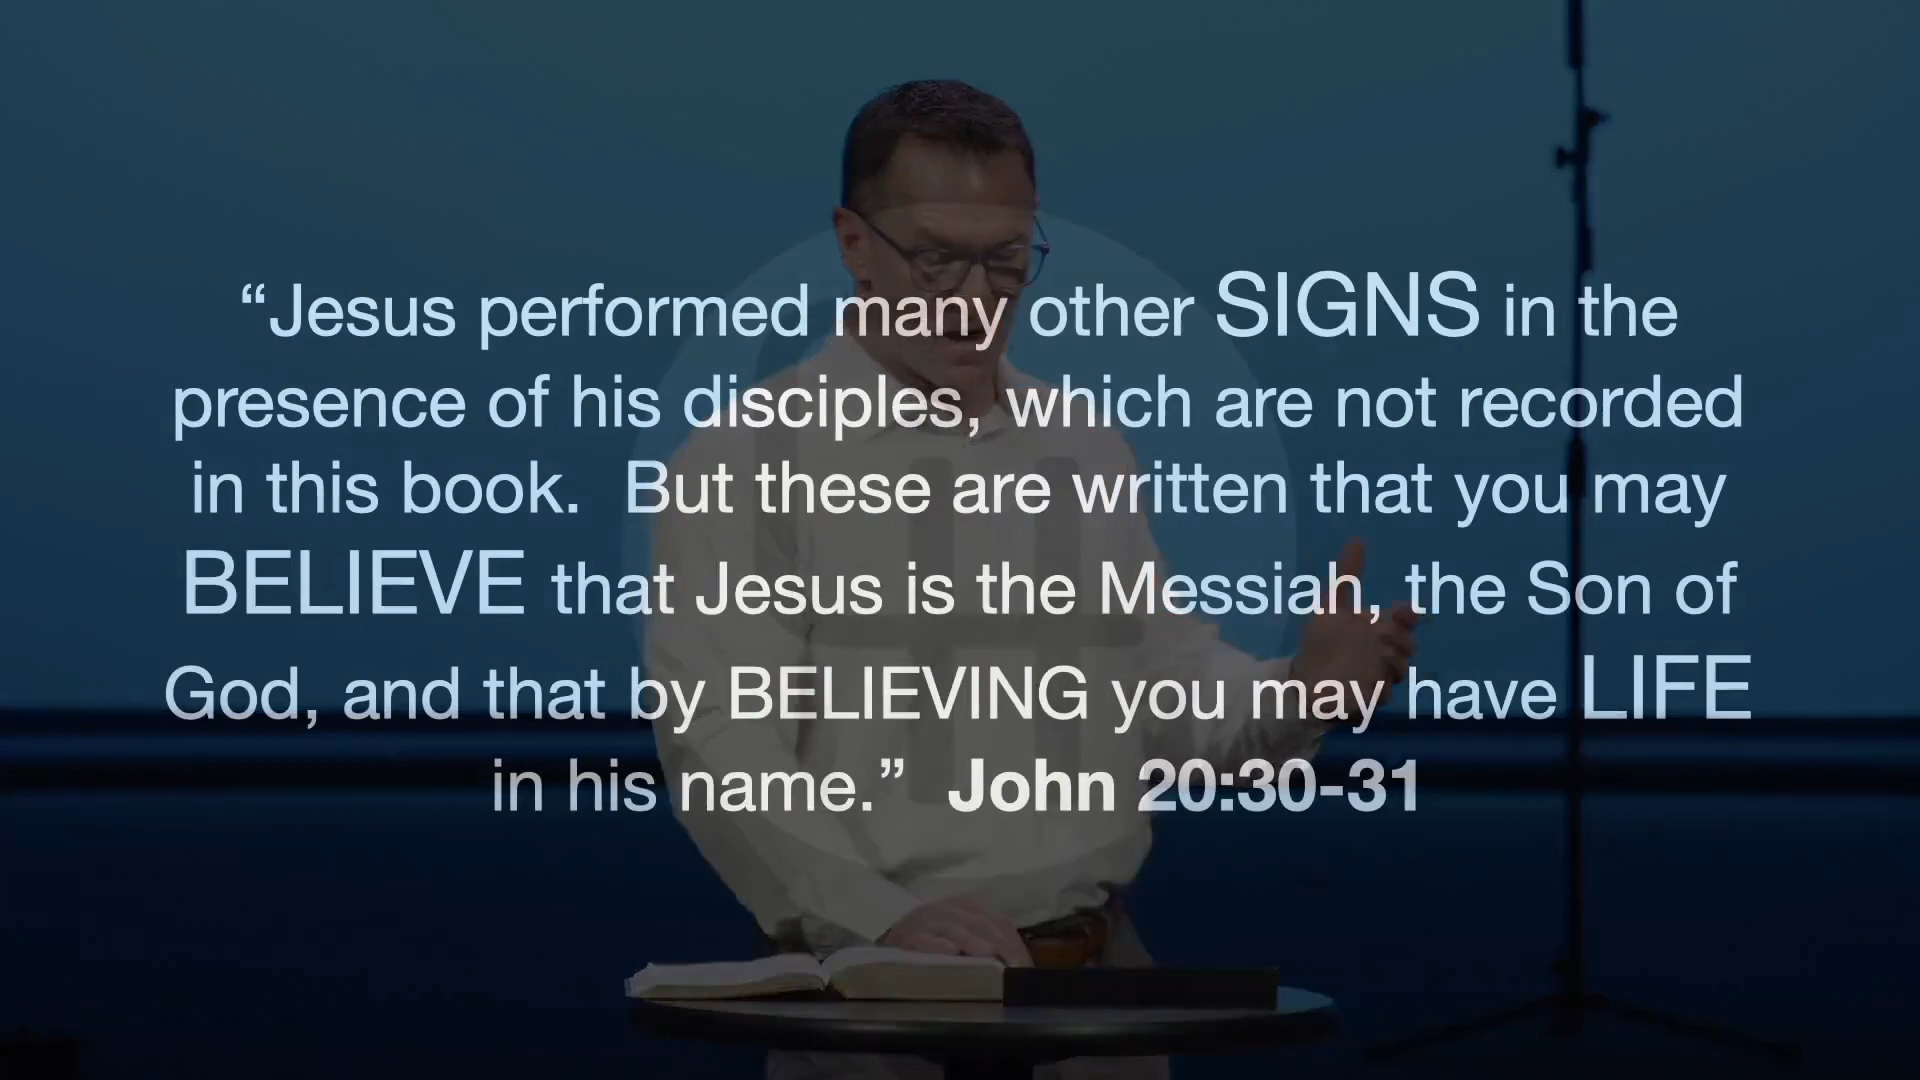 “Jesus performed many other SIGNS in the
presence of his disciples, which are not recorded
in this book.  But these are written that you may
BELIEVE that Jesus is the Messiah, the Son of
God, and that by BELIEVING you may have LIFE
in his name.”  John 20:30-31